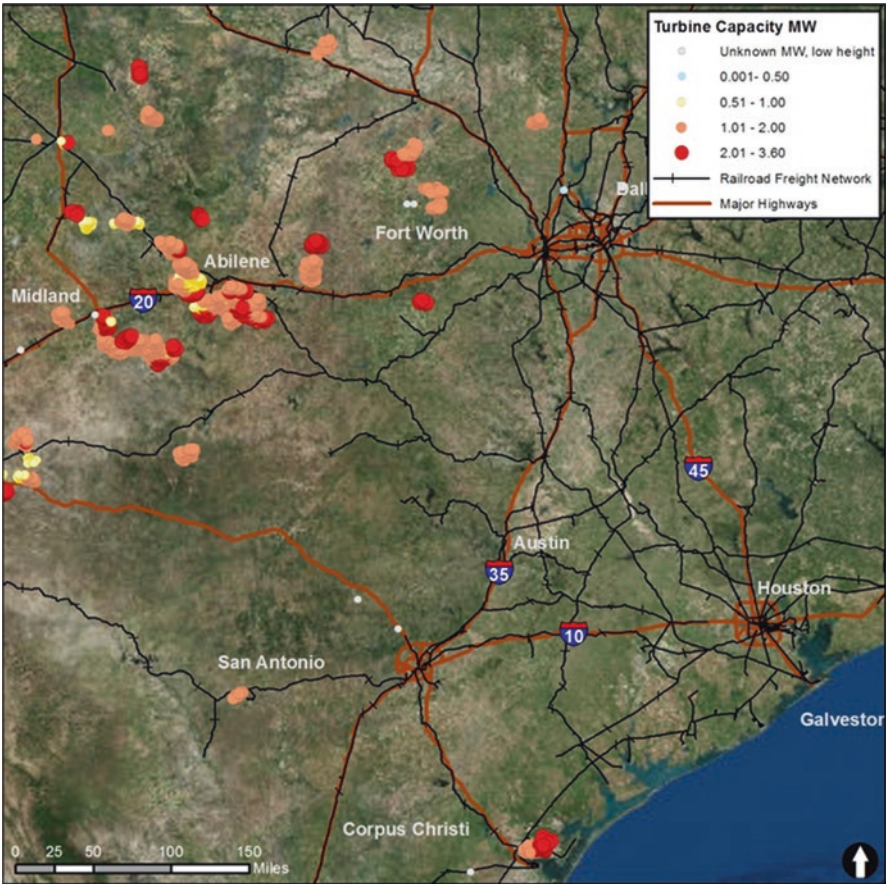 Turbine Capacity MW
Unknown MW, low height
0.001- 0.50
0.51 - 1.00
1.01 - 2.00
2.01 - 3.60
Railroad Freight Network
Major Highways
Dall
Fort Worth
Abilene
Midland
20
45
Austin
35
Houston
10
San Antonio
Galvestor
Corpus Christi
0 25 50 100 150
Miles